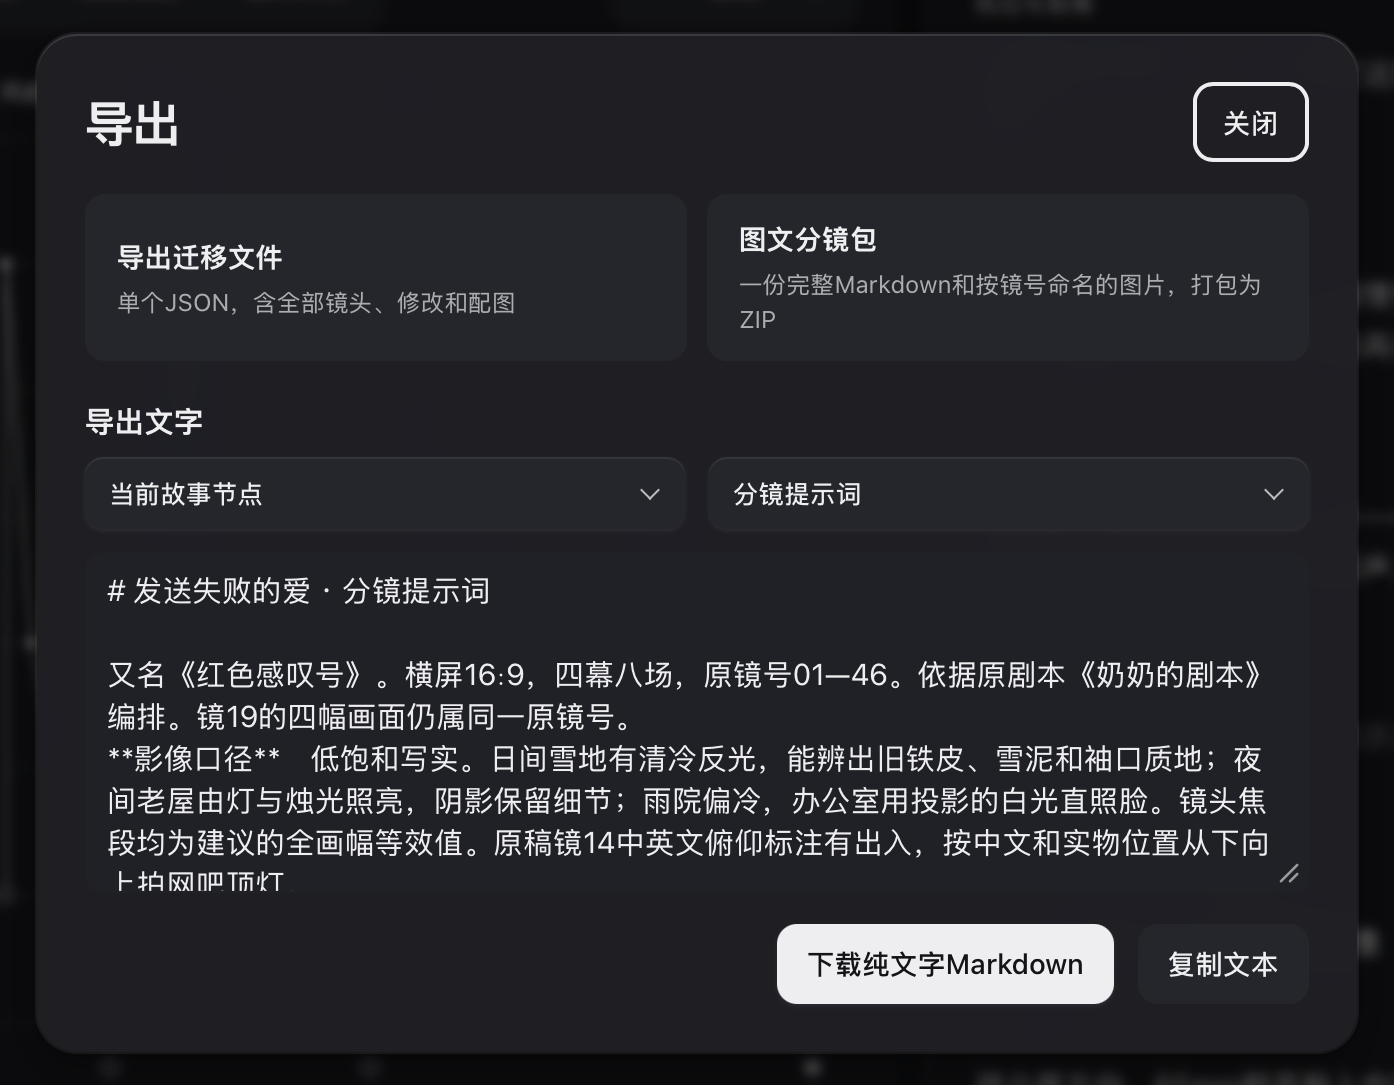 导出
关闭
导出迁移文件
单个JSON，含全部镜头、修改和配图
图文分镜包
一份完整Markdown和按镜号命名的图片，打包为
ZIP
导出文字
当前故事节点
分镜提示词
# 发送失败的爱 · 分镜提示词
又名《红色感叹号》。横屏16:9，四幕八场，原镜号01—46。依据原剧本《奶奶的剧本》
编排。镜19的四幅画面仍属同一原镜号。
**影像口径**　低饱和写实。日间雪地有清冷反光，能辨出旧铁皮、雪泥和袖口质地；夜
间老屋由灯与烛光照亮，阴影保留细节；雨院偏冷，办公室用投影的白光直照脸。镜头焦
段均为建议的全画幅等效值。原稿镜14中英文俯仰标注有出入，按中文和实物位置从下向
上拍网吧顶灯。
下载纯文字Markdown
复制文本